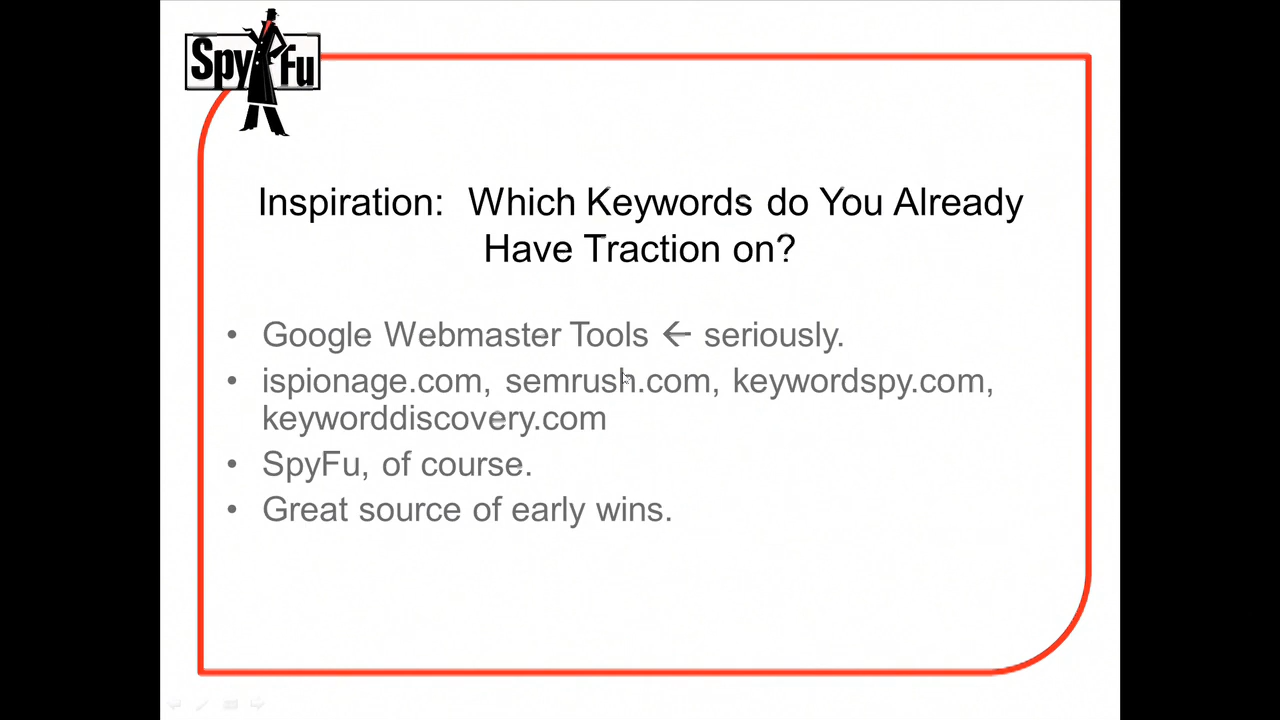 SpyFu
Inspiration: Which Keywords do You Already
Have Traction on?
• Google Webmaster Tools ← seriously.
• ispionage.com, semrush.com, keywordspy.com,
keyworddiscovery.com
• SpyFu, of course.
• Great source of early wins.